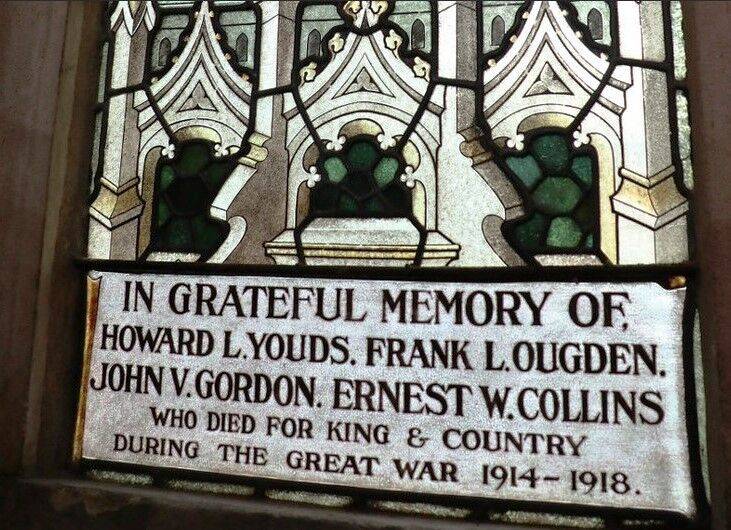 IN GRATEFUL MEMORY OF,
HOWARD L. YOUDS. FRANK L. OUGDEN.
JOHN V. GORDON. ERNEST W. COLLINS
WHO DIED FOR KING & COUNTRY
DURING THE GREAT WAR 1914-1918.